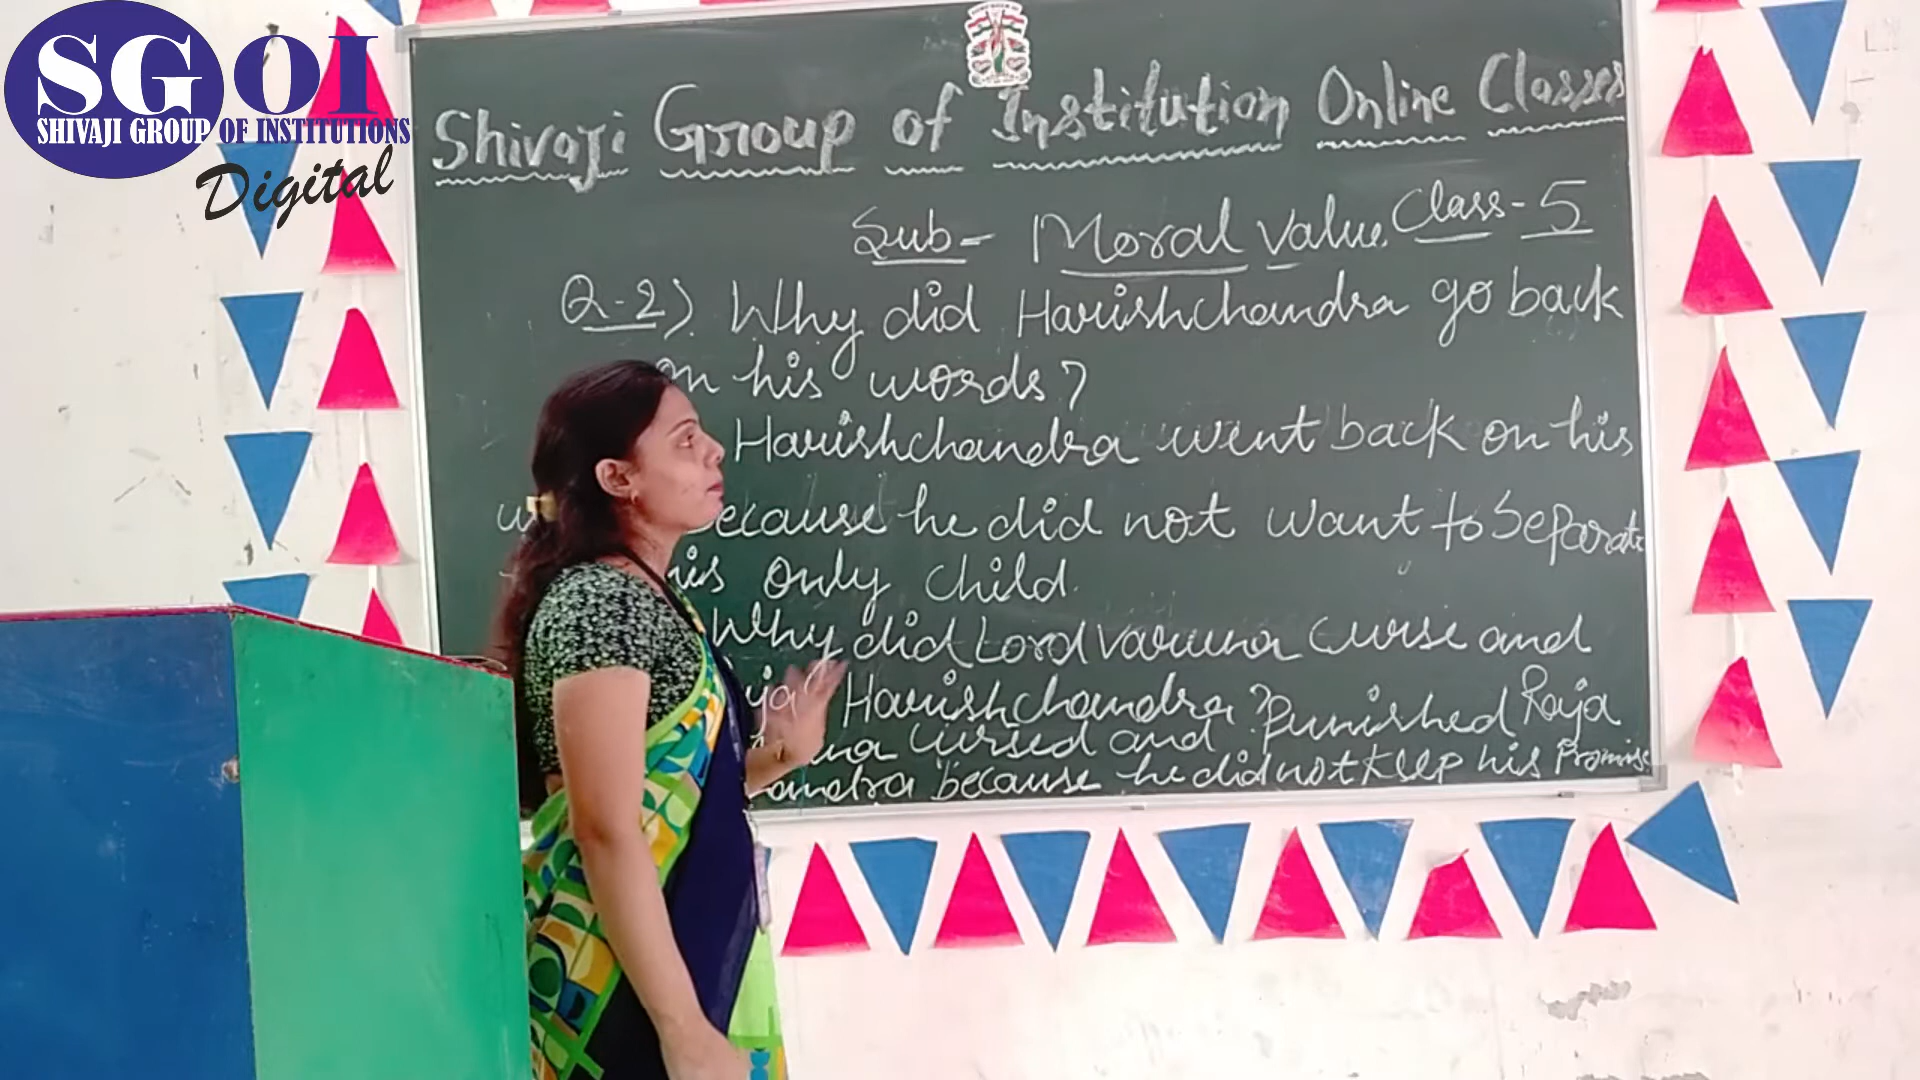 SGOI
SHIVAJI GROUP OF INSTITUTIONS
Digital
Shivaji Group of Institution Online Classes
Sub- Moral Value. Class-5
Q-2) Why did Harishchandra go back
on his words?
Harishchandra went back on his
because he did not want to separate
his only child.
Why did Lord Varuna curse and
Harishchandra? Punished Raja
cursed and
because he did not keep his Promise